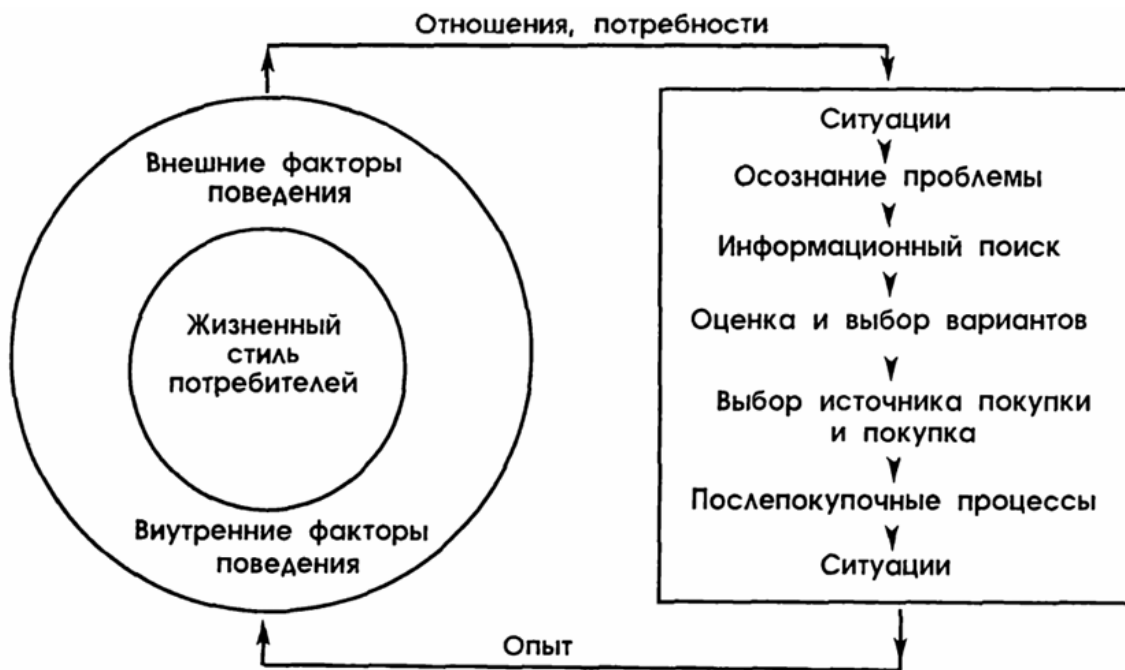 Отношения, потребности
Внешние факторы
поведения
Жизненный
стиль
потребителей
Виутренние факторы
поведения
Ситуации
Осознание проблемы
Информационный поиск
Оценка и выбор вариантов
Выбор источника покупки
и покупка
Послепокупочные процессы
Ситуации
Опыт